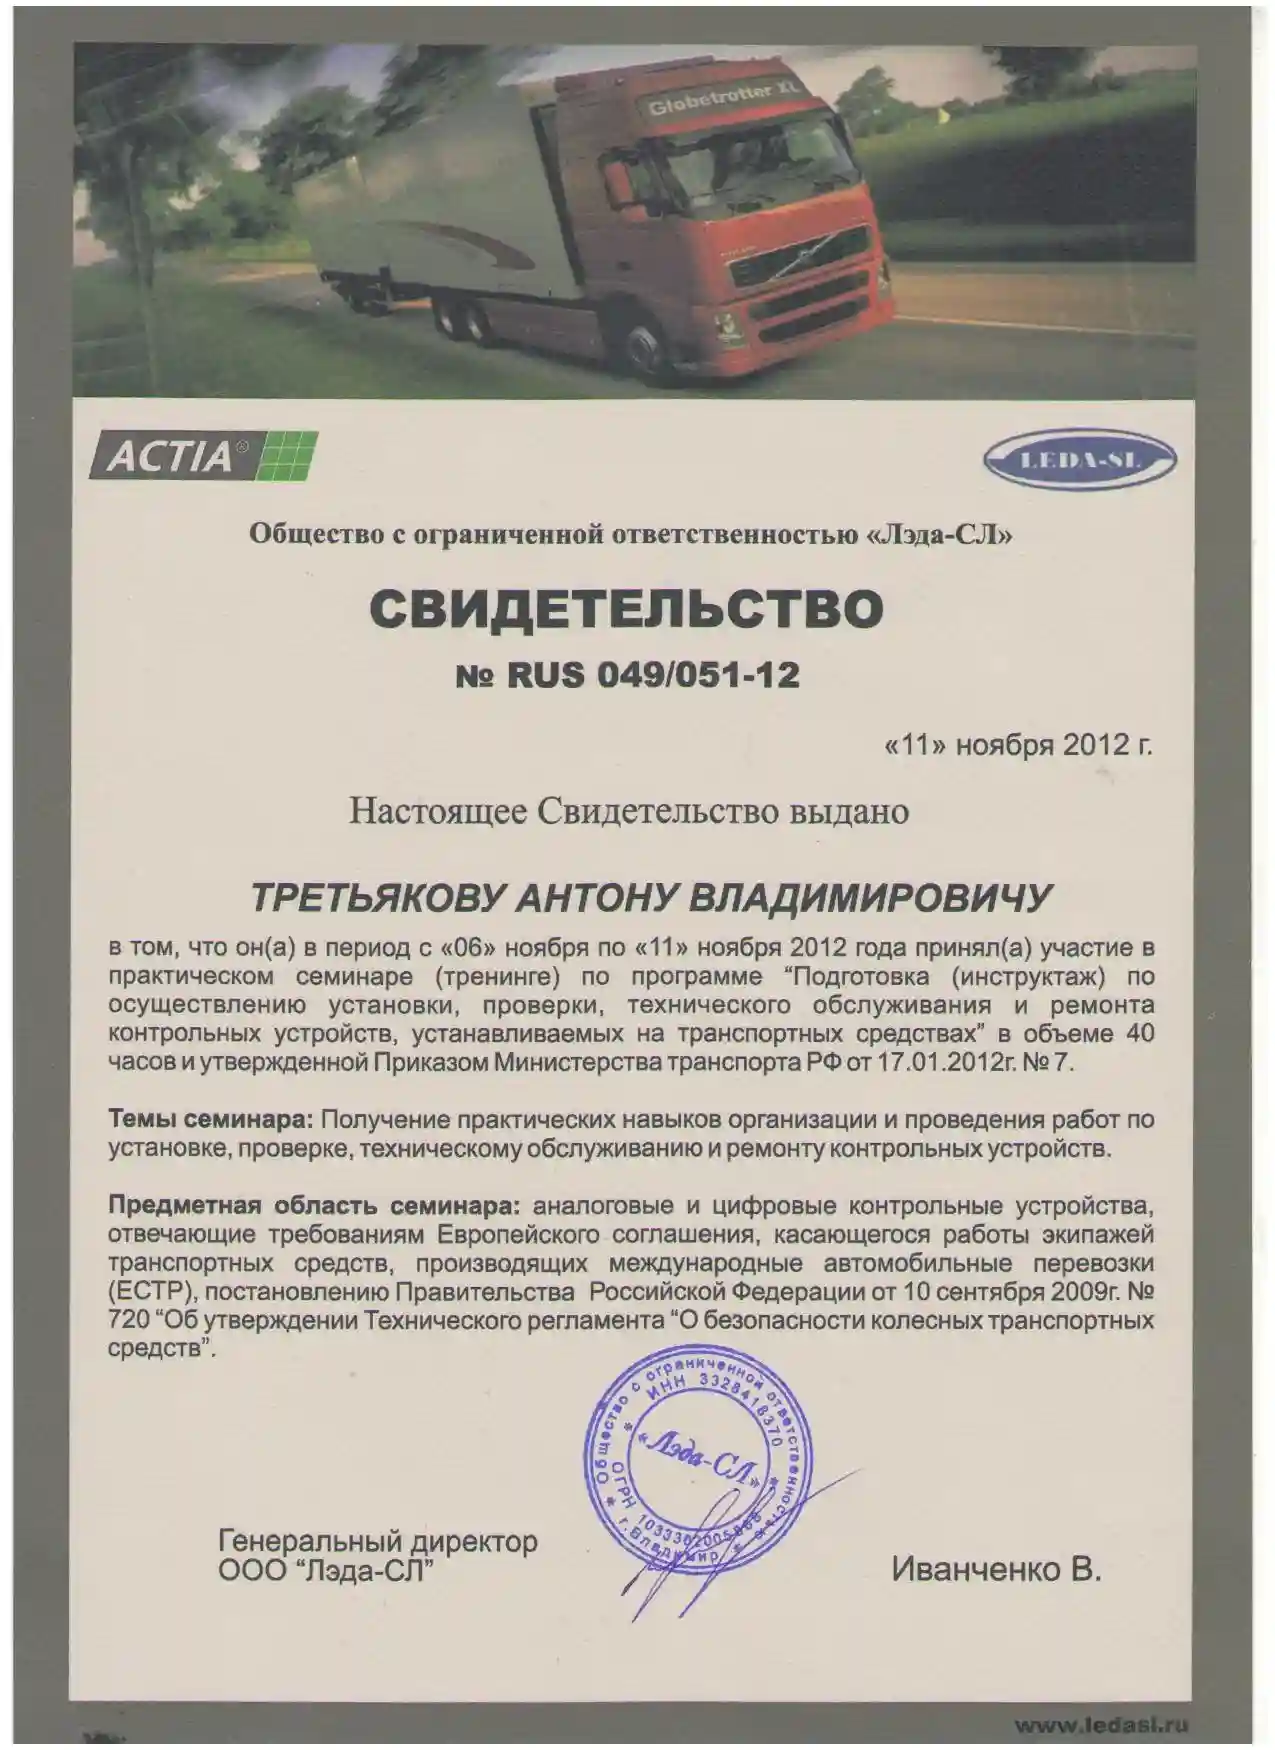 Globetrotter XL
ACTIA®
LEDA-SL
Общество с ограниченной ответственностью «Лэда-СЛ»
СВИДЕТЕЛЬСТВО
№ RUS 049/051-12
«11» ноября 2012 г.
Настоящее Свидетельство выдано
ТРЕТЬЯКОВУ АНТОНУ ВЛАДИМИРОВИЧУ
в том, что он(а) в период с «06» ноября по «11» ноября 2012 года принял(а) участие в
практическом семинаре (тренинге) по программе “Подготовка (инструктаж) по
осуществлению установки, проверки, технического обслуживания и ремонта
контрольных устройств, устанавливаемых на транспортных средствах” в объеме 40
часов и утвержденной Приказом Министерства транспорта РФ от 17.01.2012г. № 7.
Темы семинара: Получение практических навыков организации и проведения работ по
установке, проверке, техническому обслуживанию и ремонту контрольных устройств.
Предметная область семинара: аналоговые и цифровые контрольные устройства,
отвечающие требованиям Европейского соглашения, касающегося работы экипажей
транспортных средств, производящих международные автомобильные перевозки
(ЕСТР), постановлению Правительства Российской Федерации от 10 сентября 2009г. №
720 “Об утверждении Технического регламента “О безопасности колесных транспортных
средств”.
Общество с ограниченной ответственностью
ИНН 3328418370
«Лэда-СЛ»
ОГРН
г. Владимир
Генеральный директор
ООО “Лэда-СЛ”
Иванченко В.
www.ledasl.ru